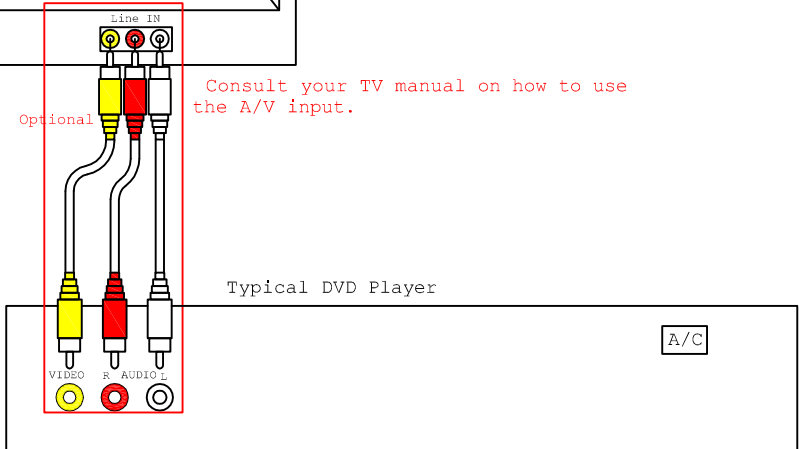 Line IN
Consult your TV manual on how to use
the A/V input.
Optional
Typical DVD Player
A/C
VIDEO R AUDIO L